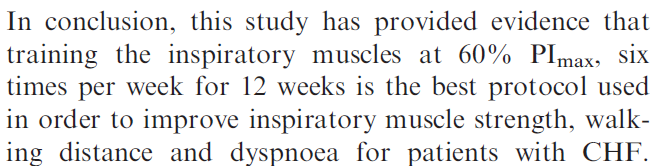 In conclusion, this study has provided evidence that
training the inspiratory muscles at 60% PImax, six
times per week for 12 weeks is the best protocol used
in order to improve inspiratory muscle strength, walk-
ing distance and dyspnoea for patients with CHF.